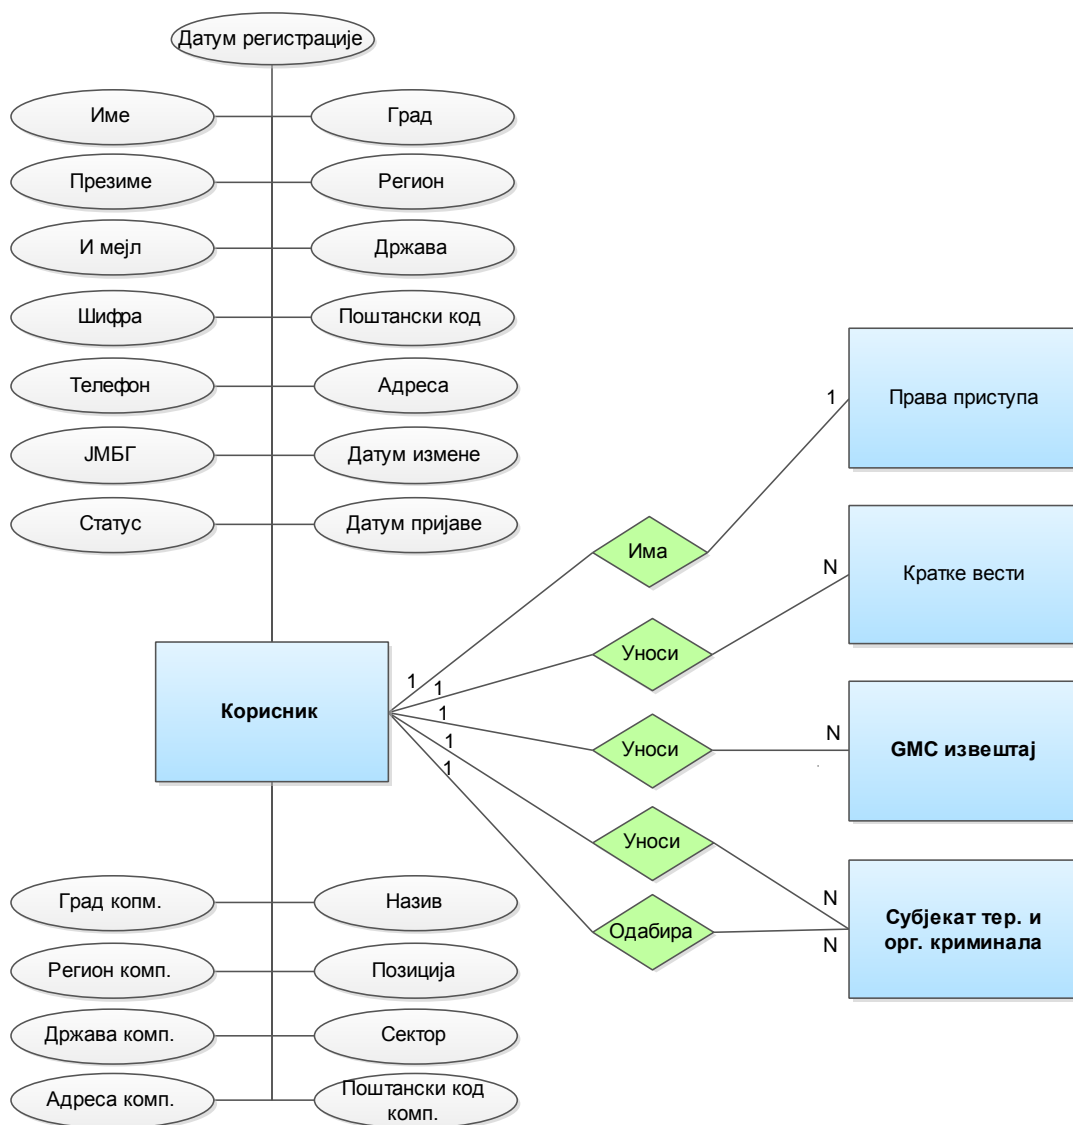 Датум регистрације
Име
Град
Презиме
Регион
И мејл
Држава
Шифра
Поштански код
Телефон
Адреса
ЈМБГ
Датум измене
Статус
Датум пријаве
Права приступа
1
Има
Кратке вести
N
Уноси
1
1
Корисник
1
1
1
Уноси
N
GMC извештај
Уноси
N
Одабира
N
Субјекат тер. и
орг. криминала
Град копм.
Назив
Регион комп.
Позиција
Држава комп.
Сектор
Адреса комп.
Поштански код
комп.